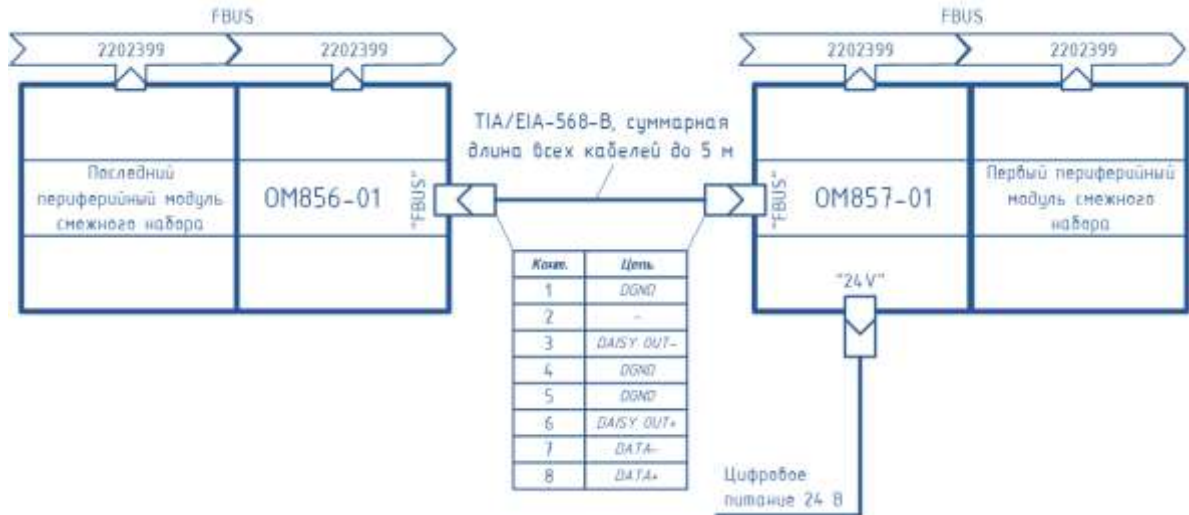 FBUS
FBUS
2202399
2202399
2202399
2202399
TIA/EIA-568-B, суммарная
длина всех кабелей до 5 м
Последний
периферийный модуль
смежного набора
OM856-01
"FBUS"
"FBUS"
OM857-01
Первый периферийный
модуль смежного
набора
"24V"
Конт. Цепь
1 DGND
2 -
3 DAISY OUT-
4 DGND
5 DGND
6 DAISY OUT+
7 DATA-
8 DATA+
Цифровое
питание 24 В